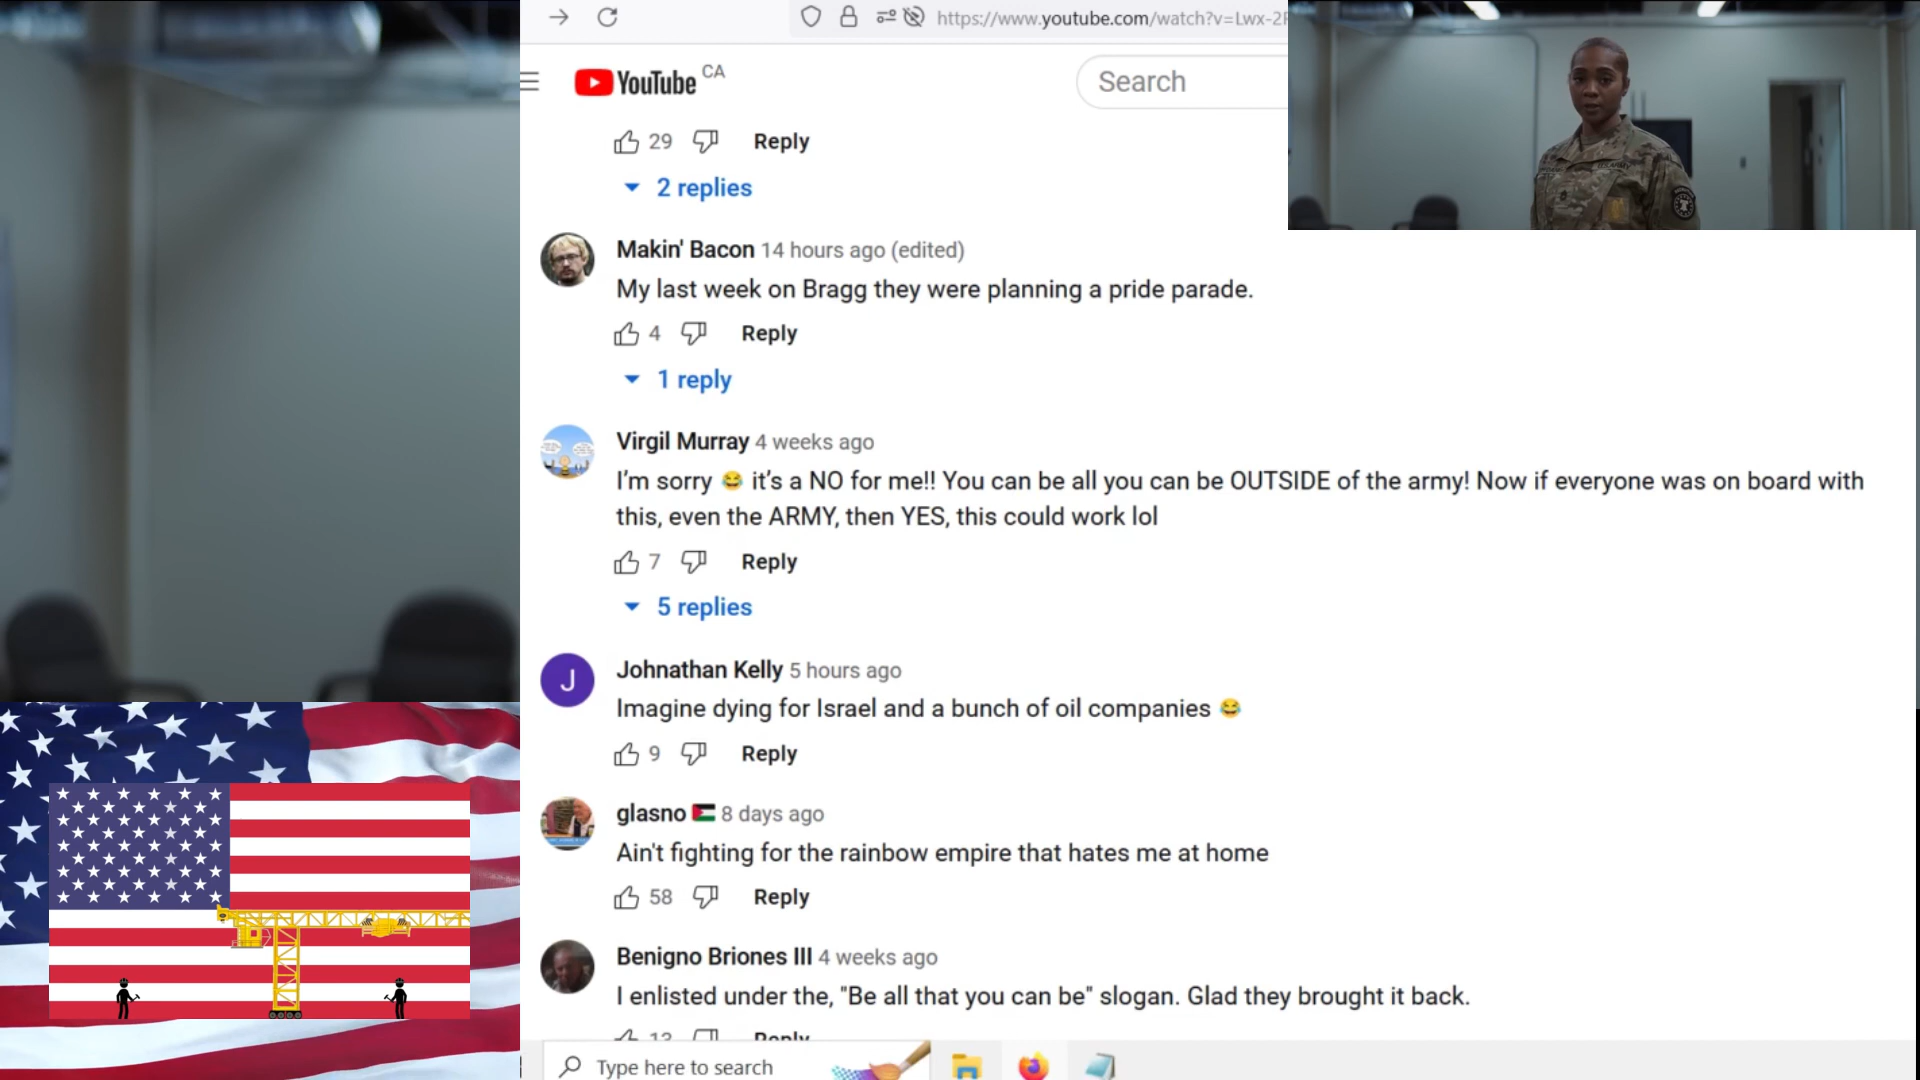 https://www.youtube.com/watch?v=Lwx-2
YouTube CA
Search
29 Reply
2 replies
Makin' Bacon 14 hours ago (edited)
My last week on Bragg they were planning a pride parade.
4 Reply
1 reply
Virgil Murray 4 weeks ago
I’m sorry 😂 it’s a NO for me!! You can be all you can be OUTSIDE of the army! Now if everyone was on board with
this, even the ARMY, then YES, this could work lol
7 Reply
5 replies
J
Johnathan Kelly 5 hours ago
Imagine dying for Israel and a bunch of oil companies 😂
9 Reply
glasno 🇵🇸 8 days ago
Ain't fighting for the rainbow empire that hates me at home
58 Reply
Benigno Briones III 4 weeks ago
I enlisted under the, "Be all that you can be" slogan. Glad they brought it back.
13 Reply
Type here to search